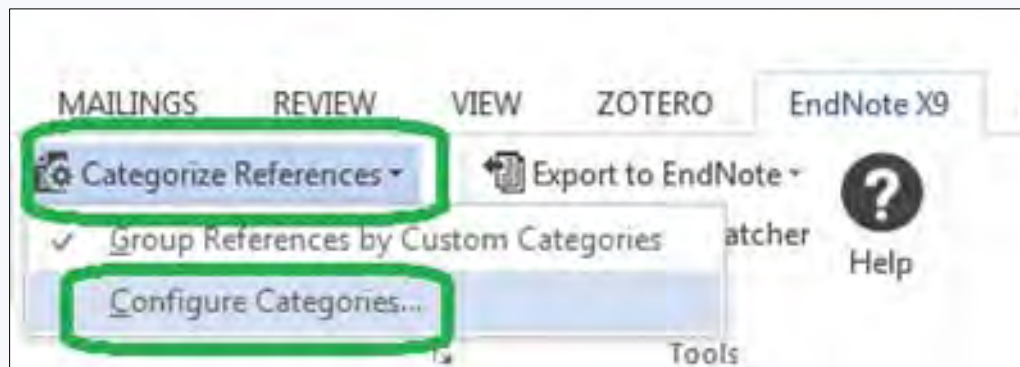 MAILINGS REVIEW VIEW ZOTERO EndNote X9
Categorize References Export to EndNote
Group References by Custom Categories atcher
Help
Configure Categories...
Tools